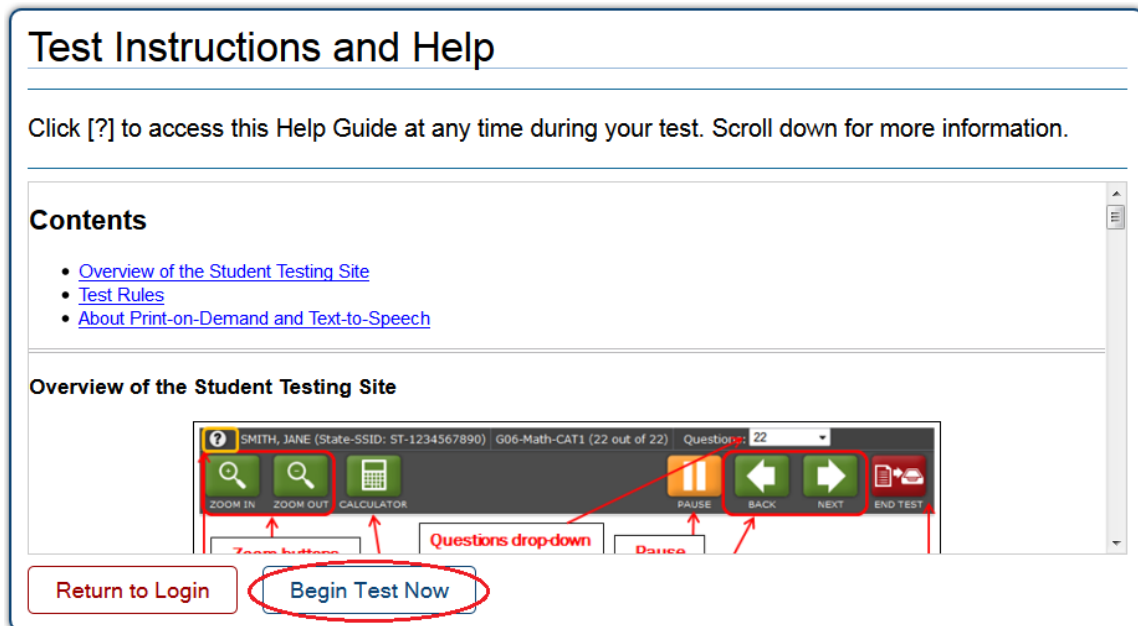 Test Instructions and Help
Click [?] to access this Help Guide at any time during your test. Scroll down for more information.
Contents
Overview of the Student Testing Site
Test Rules
About Print-on-Demand and Text-to-Speech
Overview of the Student Testing Site
SMITH, JANE (State-SSID: ST-1234567890) G06-Math-CAT1 (22 out of 22) Questions: 22
ZOOM IN ZOOM OUT CALCULATOR PAUSE BACK NEXT END TEST
Zoom buttons Questions drop-down Pause
Return to Login Begin Test Now